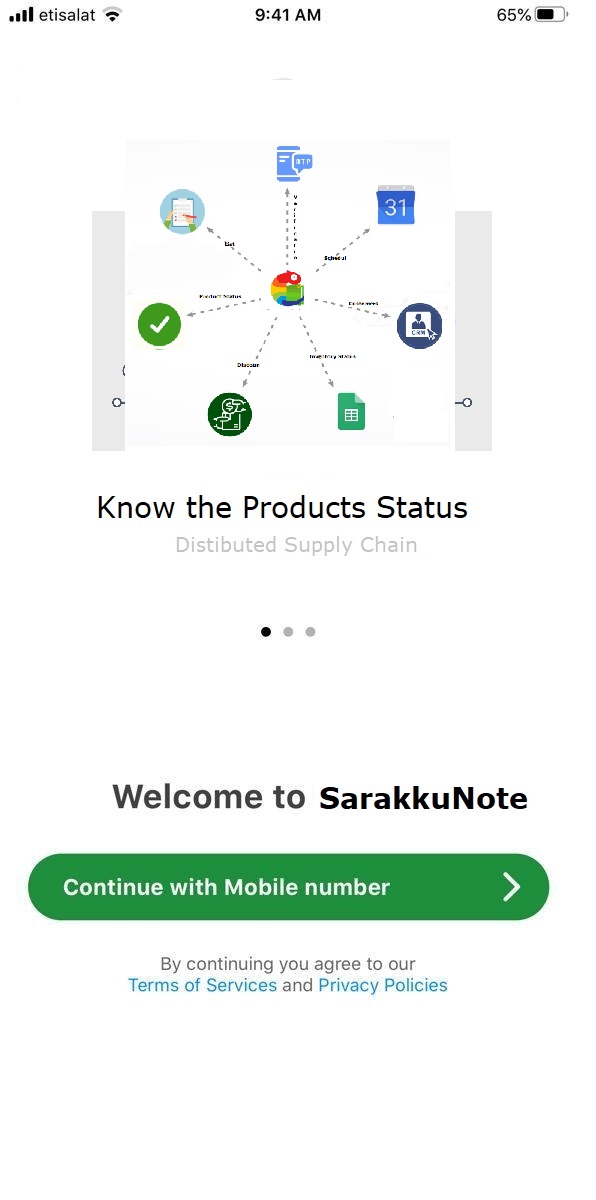 etisalat 9:41 AM 65%
OTP
31
List
Schedul
Product Status
Customers
CRM
Discoun
Inventory Status
Know the Products Status
Distibuted Supply Chain
Welcome to SarakkuNote
Continue with Mobile number
By continuing you agree to our
Terms of Services and Privacy Policies